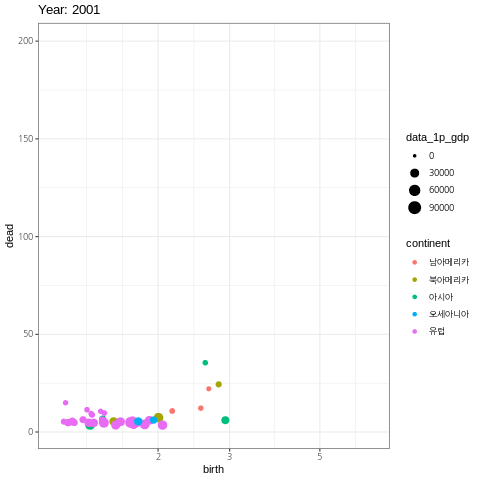 Year: 2001
200
150
100
50
0
dead
2
3
5
birth
data_1p_gdp
0
30000
60000
90000
continent
남아메리카
북아메리카
아시아
오세아니아
유럽